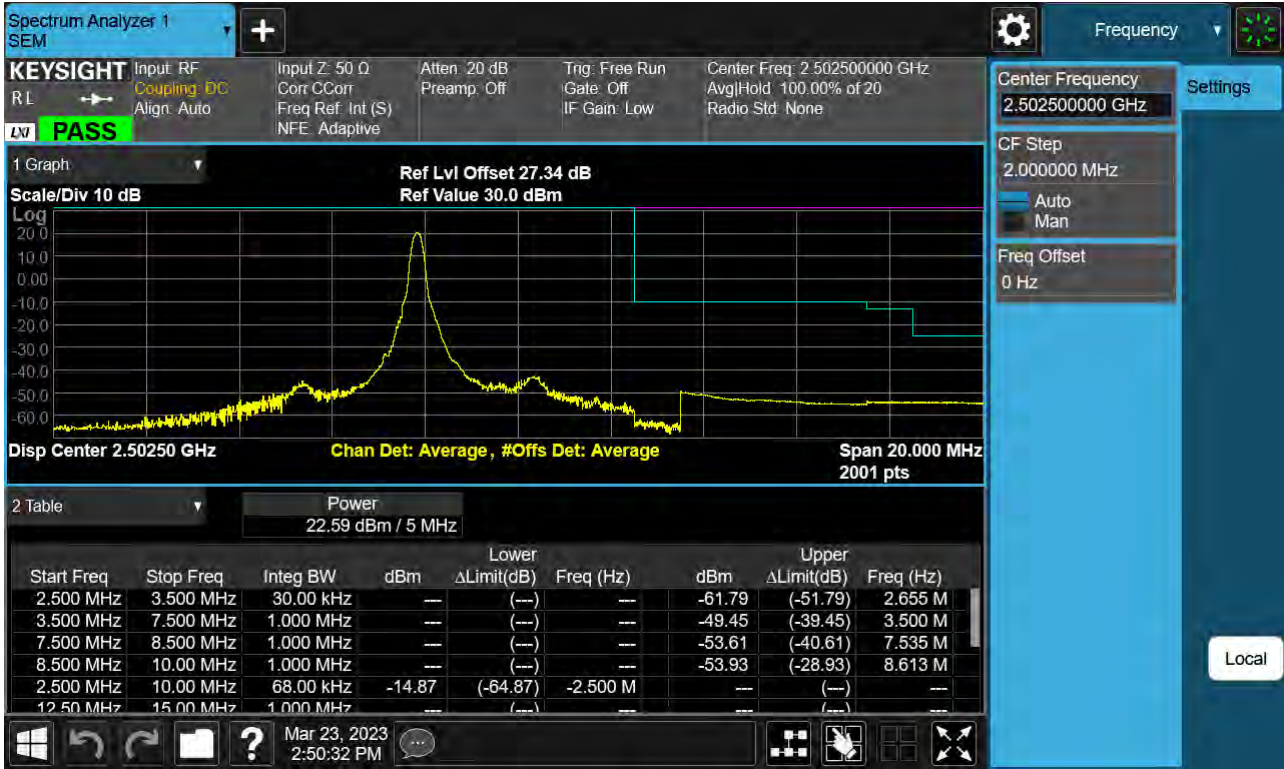 Spectrum Analyzer 1
SEM
+
Frequency
KEYSIGHT
RL
LXI
PASS
Input: RF
Coupling: DC
Align: Auto
Input Z: 50 Ω
Corr CCorr
Freq Ref: Int (S)
NFE: Adaptive
Atten: 20 dB
Preamp: Off
Trig: Free Run
Gate: Off
IF Gain: Low
Center Freq: 2.502500000 GHz
Avg|Hold: 100.00% of 20
Radio Std: None
Center Frequency
2.502500000 GHz
Settings
CF Step
2.000000 MHz
Auto
Man
Freq Offset
0 Hz
1 Graph
Scale/Div 10 dB
Ref Lvl Offset 27.34 dB
Ref Value 30.0 dBm
Log
20.0
10.0
0.00
-10.0
-20.0
-30.0
-40.0
-50.0
-60.0
Disp Center 2.50250 GHz
Chan Det: Average, #Offs Det: Average
Span 20.000 MHz
2001 pts
2 Table
Power
22.59 dBm / 5 MHz
Lower Upper
Start Freq Stop Freq Integ BW dBm ΔLimit(dB) Freq (Hz) dBm ΔLimit(dB) Freq (Hz)
2.500 MHz 3.500 MHz 30.00 kHz --- (---) --- -61.79 (-51.79) 2.655 M
3.500 MHz 7.500 MHz 1.000 MHz --- (---) --- -49.45 (-39.45) 3.500 M
7.500 MHz 8.500 MHz 1.000 MHz --- (---) --- -53.61 (-40.61) 7.535 M
8.500 MHz 10.00 MHz 1.000 MHz --- (---) --- -53.93 (-28.93) 8.613 M
2.500 MHz 10.00 MHz 68.00 kHz -14.87 (-64.87) -2.500 M --- (---) ---
12.50 MHz 15.00 MHz 1.000 MHz --- (---) --- --- (---) ---
Local
?
Mar 23, 2023
2:50:32 PM